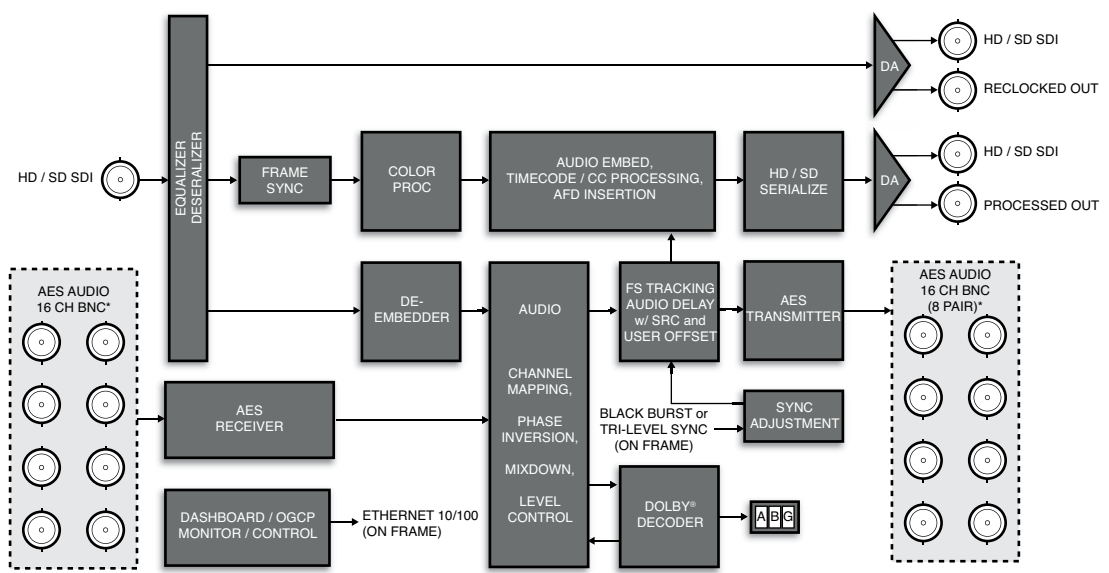 HD / SD SDI
EQUALIZER
DESERALIZER
DA
HD / SD SDI
RECLOCKED OUT
FRAME
SYNC
COLOR
PROC
AUDIO EMBED,
TIMECODE / CC PROCESSING,
AFD INSERTION
HD / SD
SERIALIZE
DA
HD / SD SDI
PROCESSED OUT
AES AUDIO
16 CH BNC*
DE-
EMBEDDER
AUDIO
CHANNEL
MAPPING,
PHASE
INVERSION,
MIXDOWN,
LEVEL
CONTROL
FS TRACKING
AUDIO DELAY
w/ SRC and
USER OFFSET
AES
TRANSMITTER
AES AUDIO
16 CH BNC
(8 PAIR)*
AES
RECEIVER
BLACK BURST or
TRI-LEVEL SYNC
(ON FRAME)
SYNC
ADJUSTMENT
DASHBOARD / OGCP
MONITOR / CONTROL
ETHERNET 10/100
(ON FRAME)
DOLBY®
DECODER
A B G